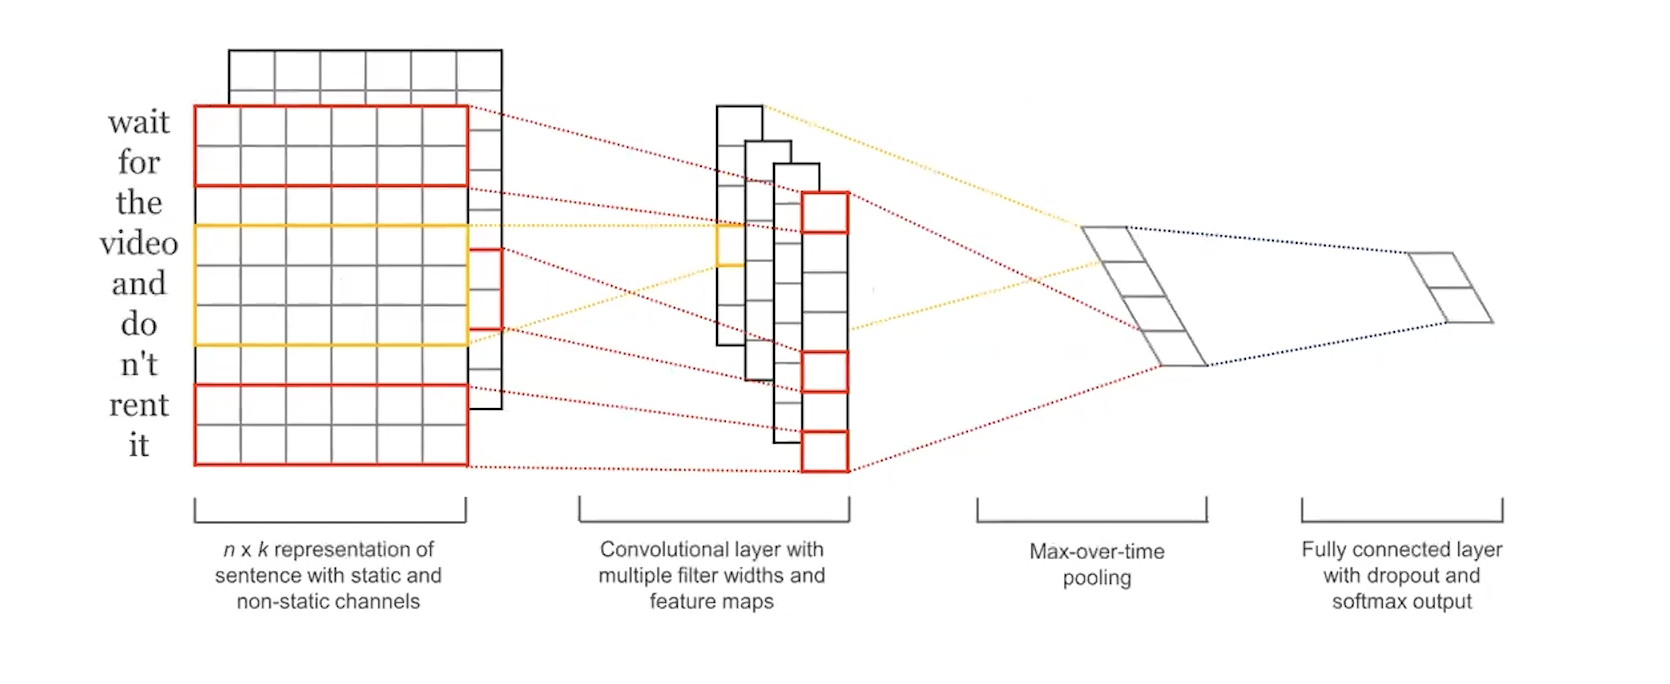 wait
for
the
video
and
do
n't
rent
it
n x k representation of
sentence with static and
non-static channels
Convolutional layer with
multiple filter widths and
feature maps
Max-over-time
pooling
Fully connected layer
with dropout and
softmax output